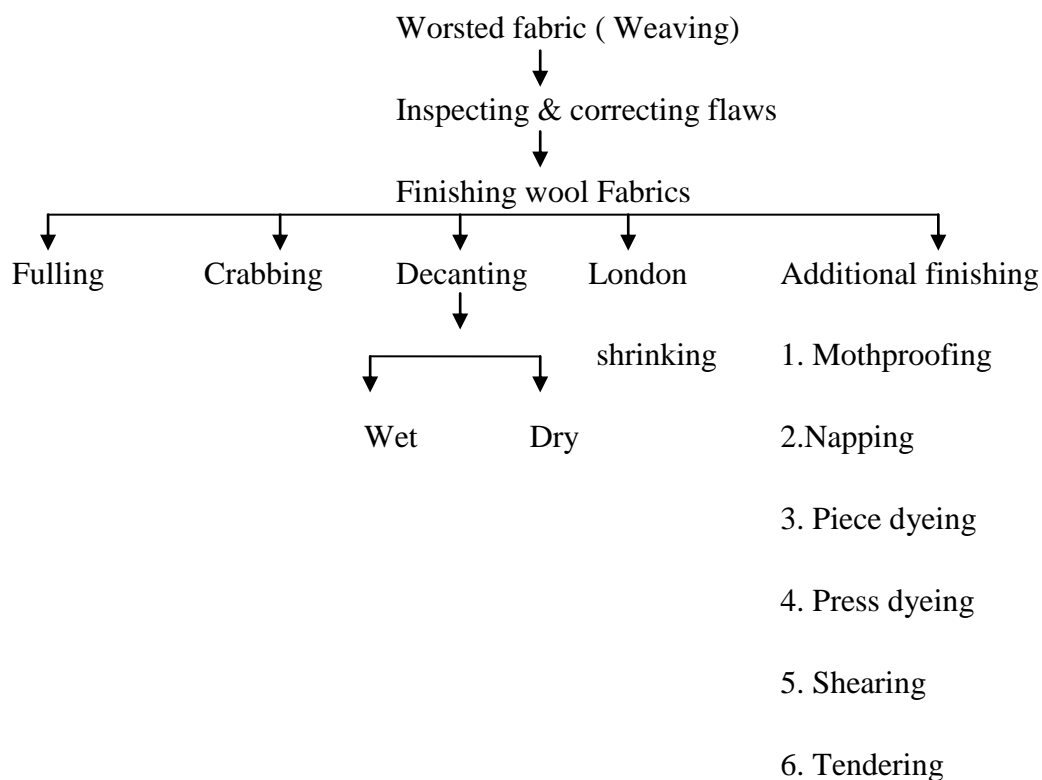 Worsted fabric ( Weaving)
Inspecting & correcting flaws
Finishing wool Fabrics
Fulling Crabbing Decanting London Additional finishing
shrinking 1. Mothproofing
Wet Dry 2.Napping
3. Piece dyeing
4. Press dyeing
5. Shearing
6. Tendering